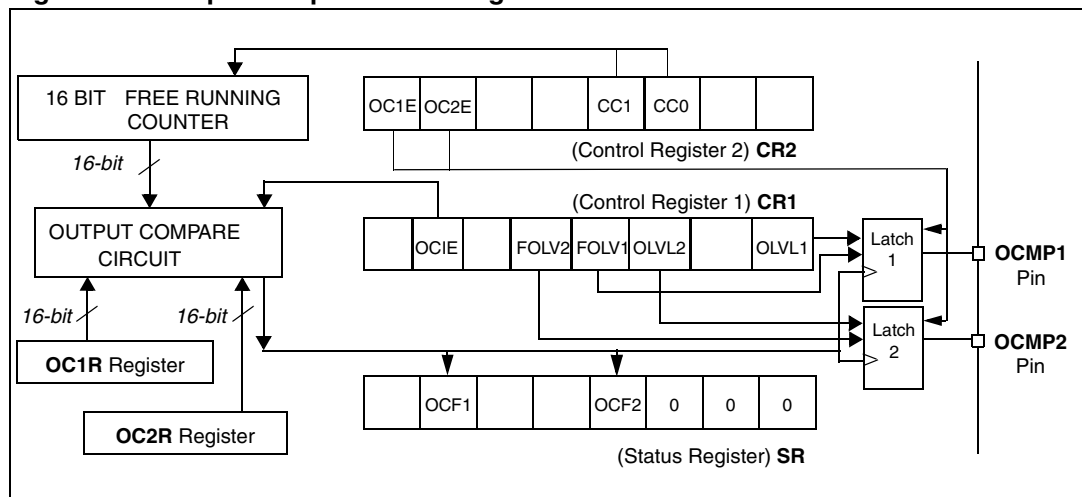 16 BIT FREE RUNNING
COUNTER
16-bit
OC1E OC2E CC1 CC0
(Control Register 2) CR2
(Control Register 1) CR1
OUTPUT COMPARE
CIRCUIT
OCIE FOLV2 FOLV1 OLVL2 OLVL1
Latch
1
OCMP1
Pin
16-bit
16-bit
Latch
2
OCMP2
Pin
OC1R Register
OCF1 OCF2 0 0 0
OC2R Register
(Status Register) SR